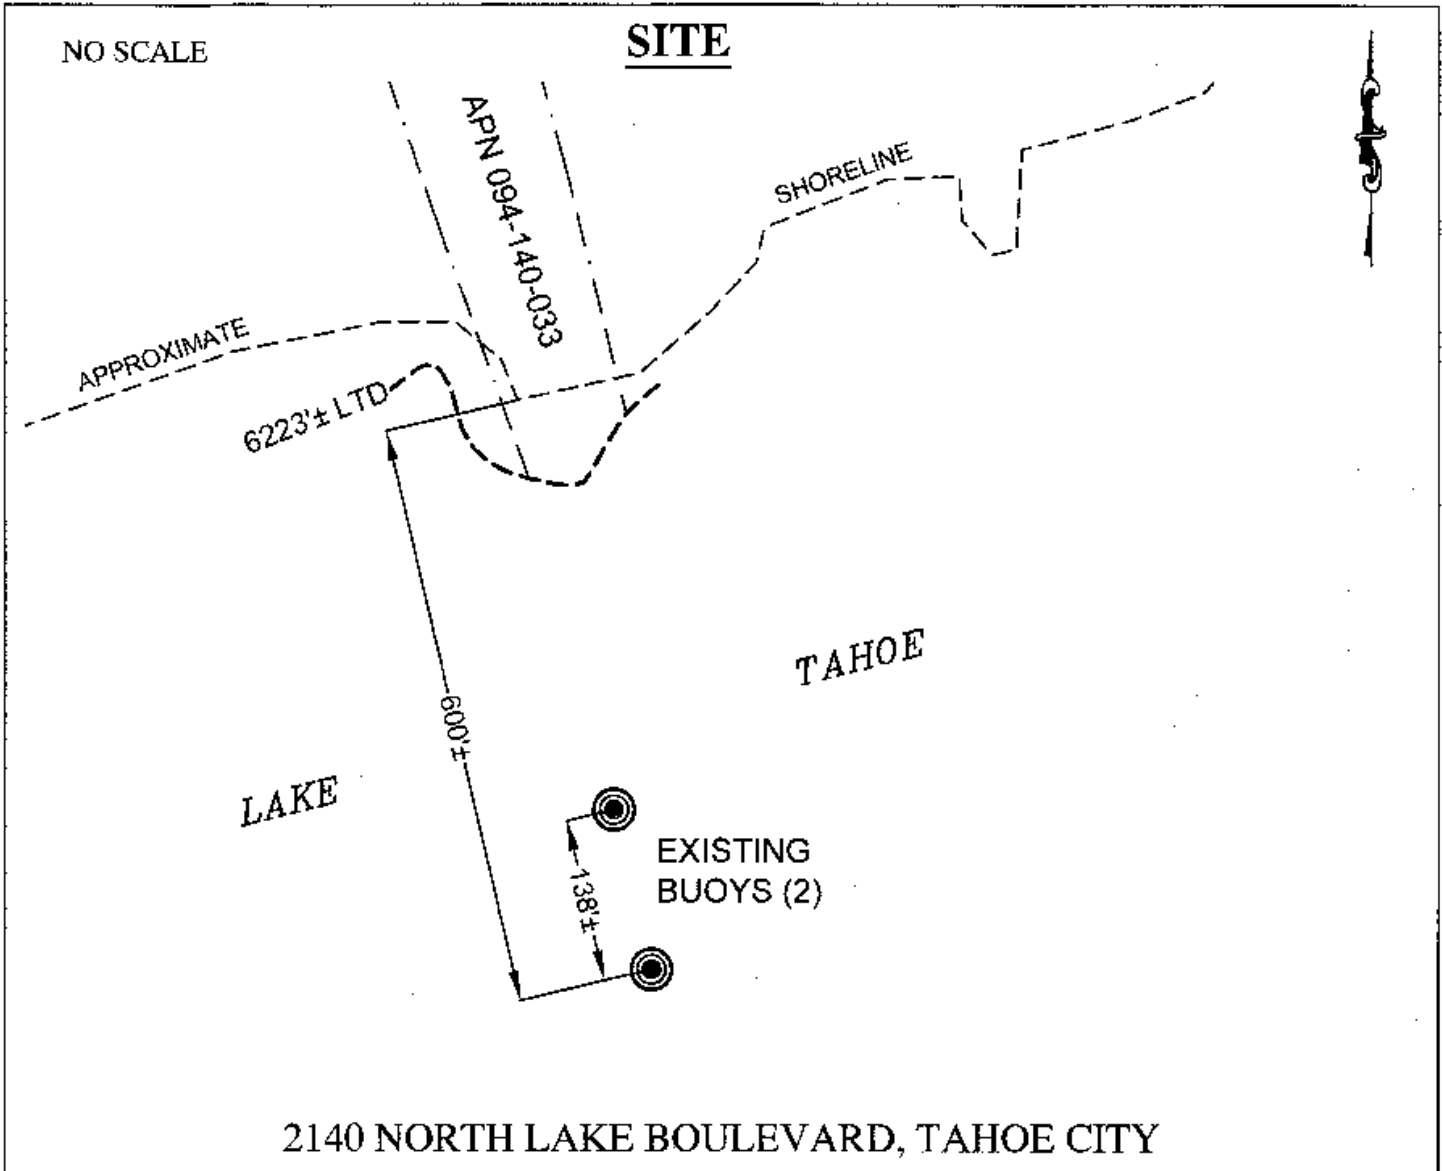 NO SCALE
SITE
APN 094-140-033
SHORELINE
APPROXIMATE
6223'± LTD
600'±
TAHOE
LAKE
138'±
EXISTING
BUOYS (2)
2140 NORTH LAKE BOULEVARD, TAHOE CITY